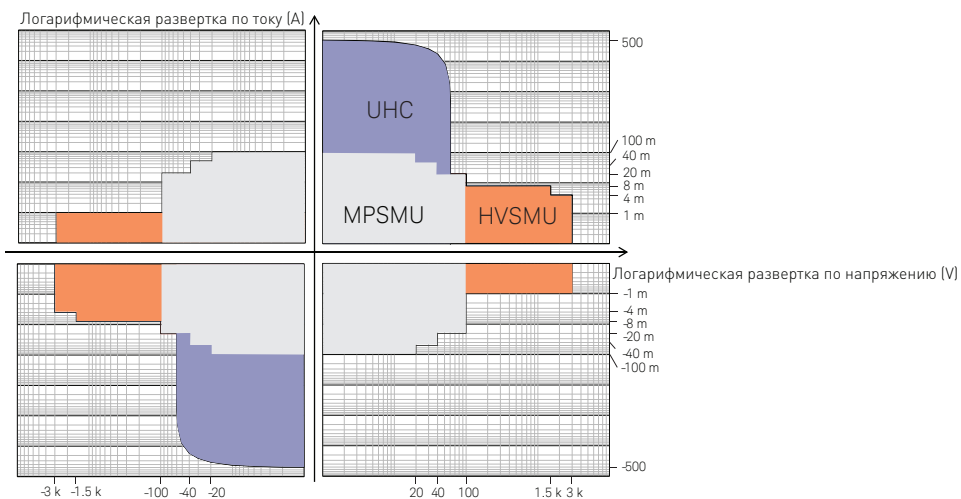 Логарифмическая развертка по току (A)
500
UHC
100 m
40 m
20 m
8 m
4 m
1 m
MPSMU
HVSMU
Логарифмическая развертка по напряжению (V)
-1 m
-4 m
-8 m
-20 m
-40 m
-100 m
-500
-3 k -1.5 k -100 -40 -20 20 40 100 1.5 k 3 k